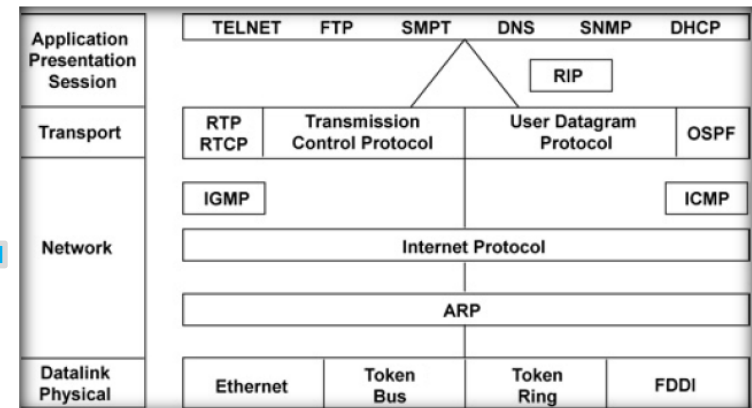 Application
Presentation
Session
TELNET FTP SMPT DNS SNMP DHCP
RIP
Transport
RTP
RTCP
Transmission
Control Protocol
User Datagram
Protocol
OSPF
Network
IGMP
ICMP
Internet Protocol
ARP
Datalink
Physical
Ethernet
Token
Bus
Token
Ring
FDDI